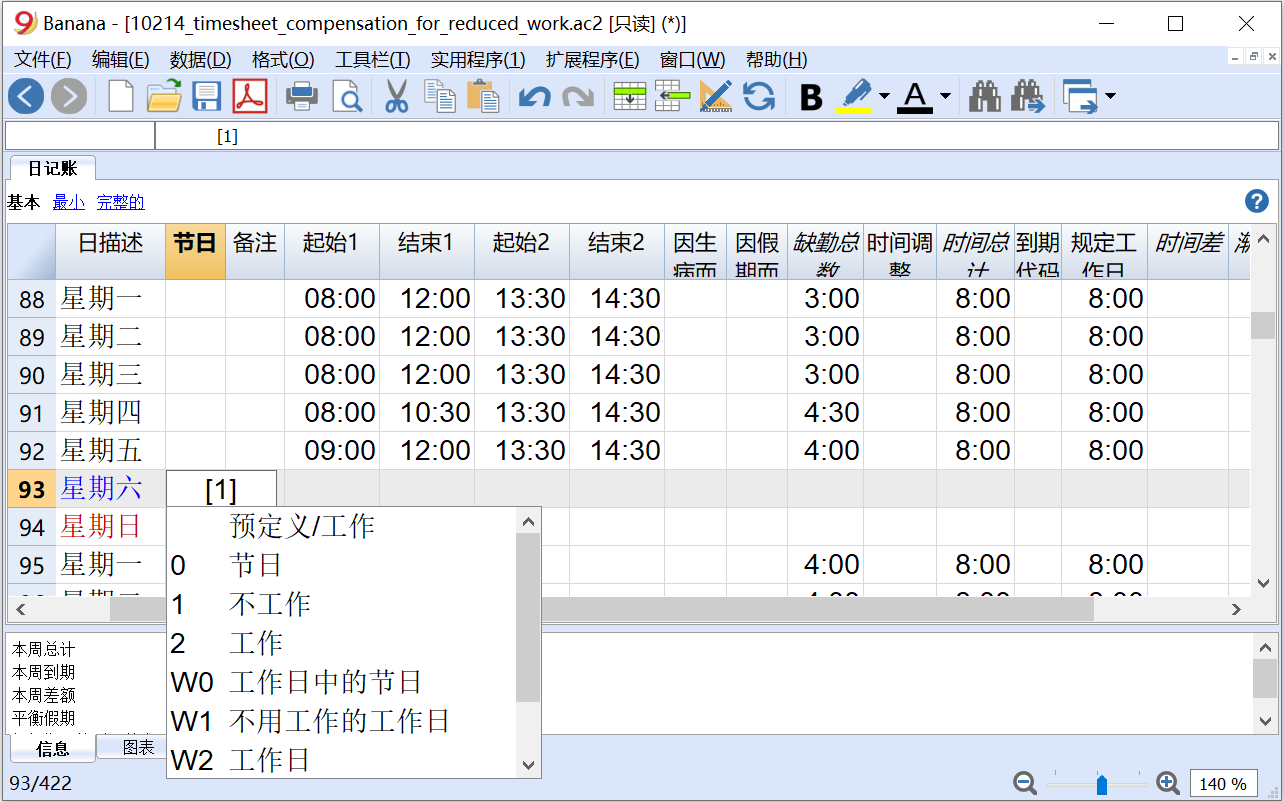 Banana - [10214_timesheet_compensation_for_reduced_work.ac2 [只读] (*)]
文件(F) 编辑(E) 数据(D) 格式(O) 工具栏(T) 实用程序(1) 扩展程序(E) 窗口(W) 帮助(H)
B A
[1]
日记账
基本 最小 完整的 ?
日描述 节日 备注 起始1 结束1 起始2 结束2 因生病而 因假期而 缺勤总数 时间调整 时间总计 到期代码 规定工作日 时间差
88 星期一 08:00 12:00 13:30 14:30 3:00 8:00 8:00
89 星期二 08:00 12:00 13:30 14:30 3:00 8:00 8:00
90 星期三 08:00 12:00 13:30 14:30 3:00 8:00 8:00
91 星期四 08:00 10:30 13:30 14:30 4:30 8:00 8:00
92 星期五 09:00 12:00 13:30 14:30 4:00 8:00 8:00
93 星期六 [1]
94 星期日
95 星期一 4:00 8:00 8:00
预定义/工作
0 节日
1 不工作
2 工作
W0 工作日中的节日
W1 不用工作的工作日
W2 工作日
本周总计
本周到期
本周差额
平衡假期
信息 图表
93/422 140 %